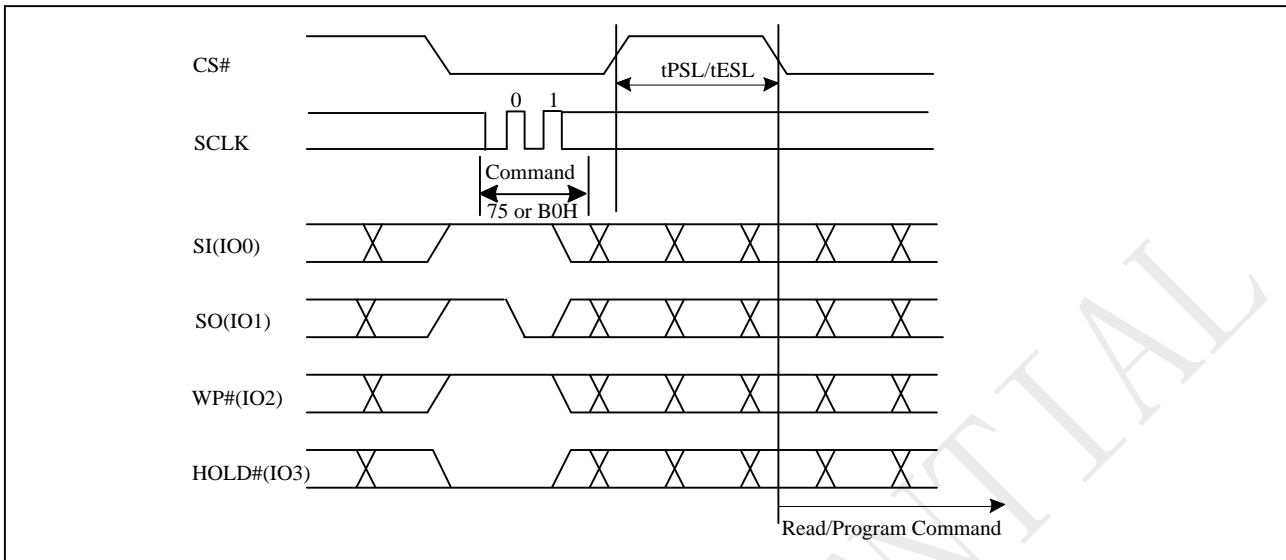 CS#
tPSL/tESL
0 1
SCLK
Command
75 or B0H
SI(IO0)
SO(IO1)
WP#(IO2)
HOLD#(IO3)
Read/Program Command
NTIAL